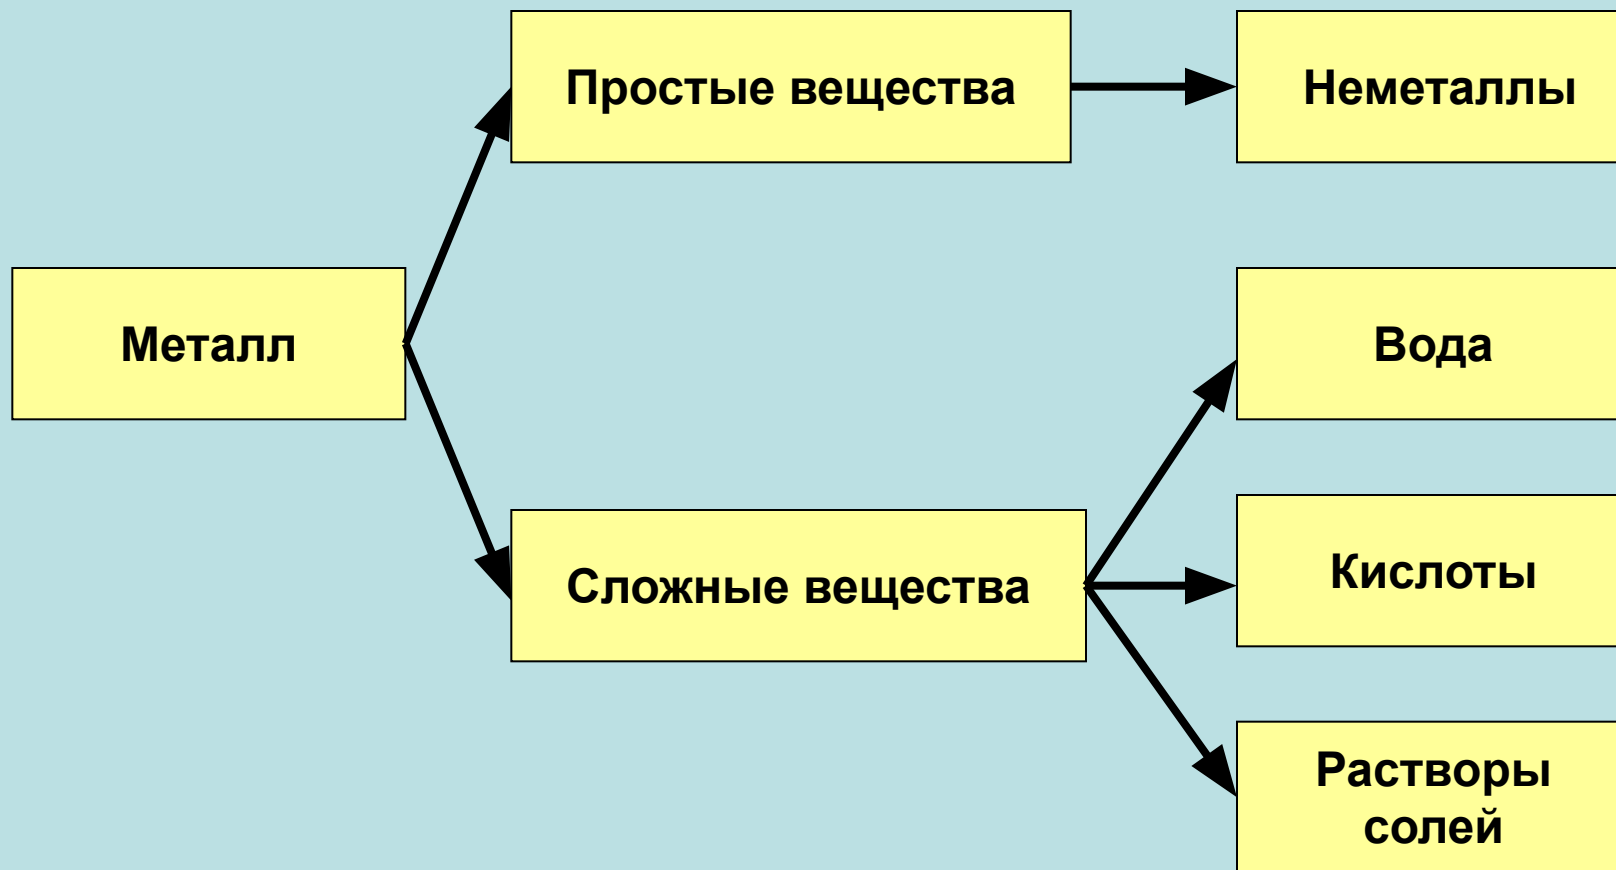 Простые вещества
Неметаллы
Металл
Вода
Сложные вещества
Кислоты
Растворы
солей